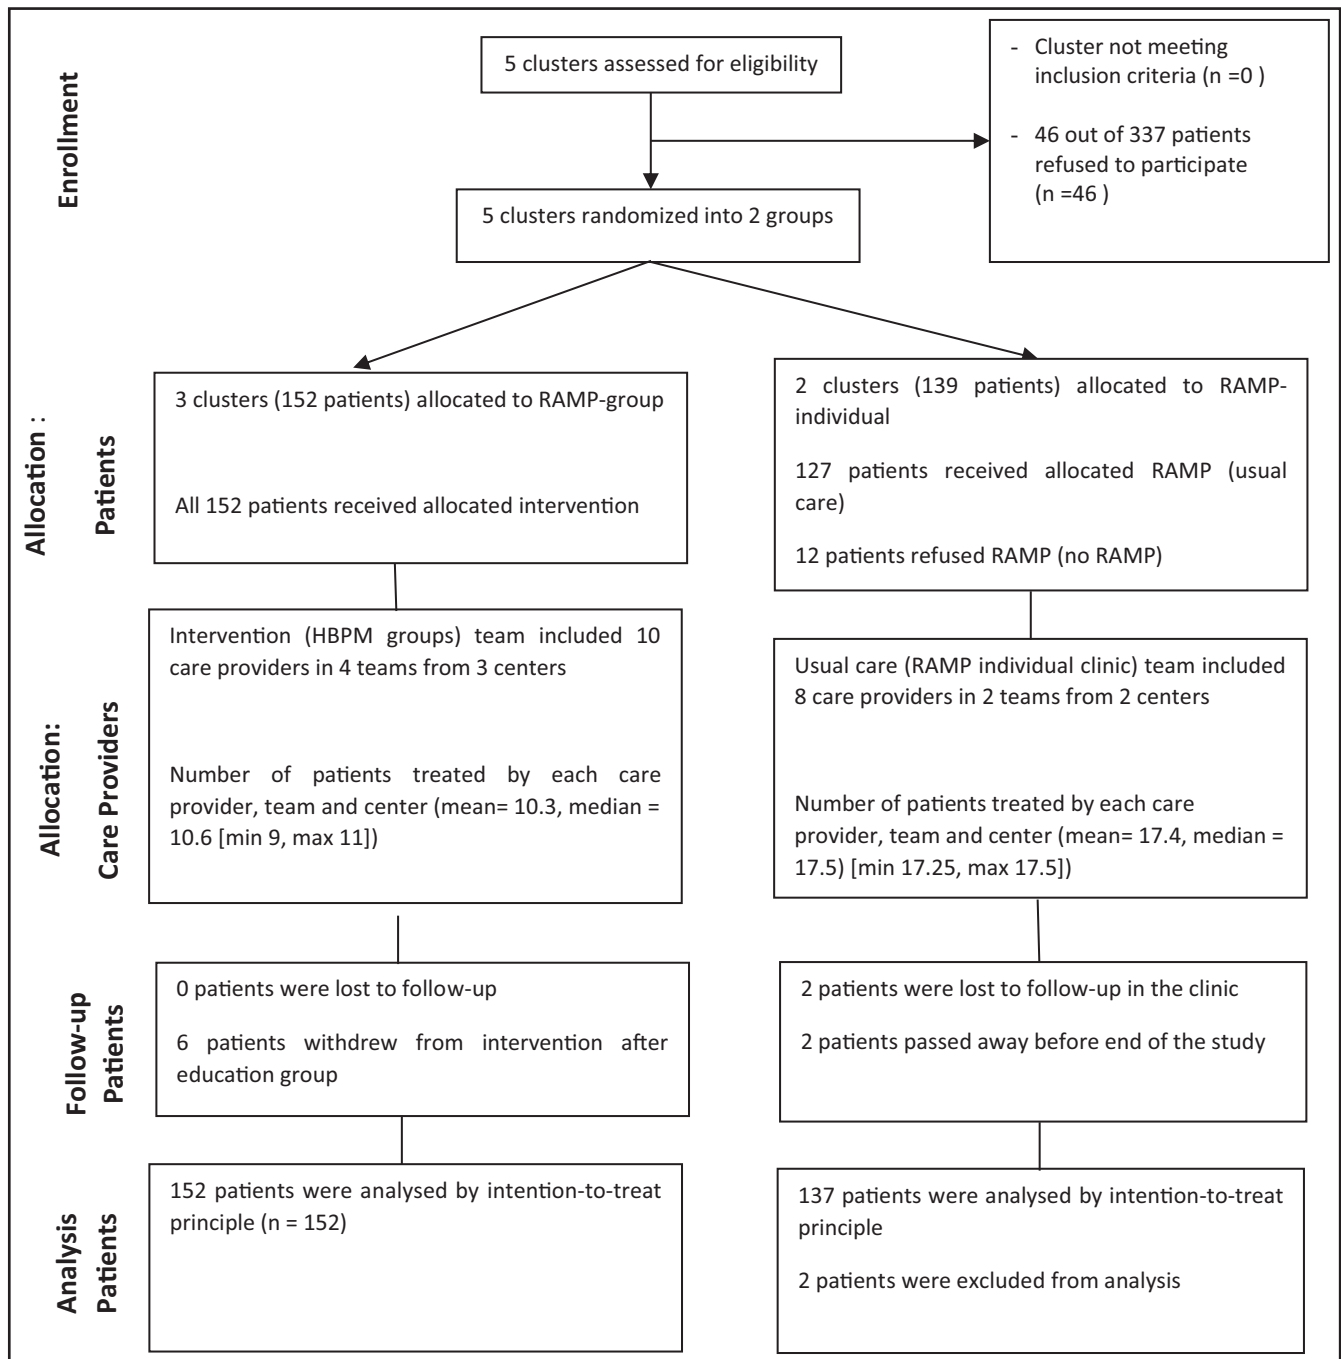 Enrollment
5 clusters assessed for eligibility
- Cluster not meeting
inclusion criteria (n =0 )
- 46 out of 337 patients
refused to participate
(n =46 )
5 clusters randomized into 2 groups
Allocation :
Patients
3 clusters (152 patients) allocated to RAMP-group
All 152 patients received allocated intervention
2 clusters (139 patients) allocated to RAMP-
individual
127 patients received allocated RAMP (usual
care)
12 patients refused RAMP (no RAMP)
Allocation:
Care Providers
Intervention (HBPM groups) team included 10
care providers in 4 teams from 3 centers
Number of patients treated by each care
provider, team and center (mean= 10.3, median =
10.6 [min 9, max 11])
Usual care (RAMP individual clinic) team included
8 care providers in 2 teams from 2 centers
Number of patients treated by each care
provider, team and center (mean= 17.4, median =
17.5) [min 17.25, max 17.5])
Follow-up
Patients
0 patients were lost to follow-up
6 patients withdrew from intervention after
education group
2 patients were lost to follow-up in the clinic
2 patients passed away before end of the study
Analysis
Patients
152 patients were analysed by intention-to-treat
principle (n = 152)
137 patients were analysed by intention-to-treat
principle
2 patients were excluded from analysis